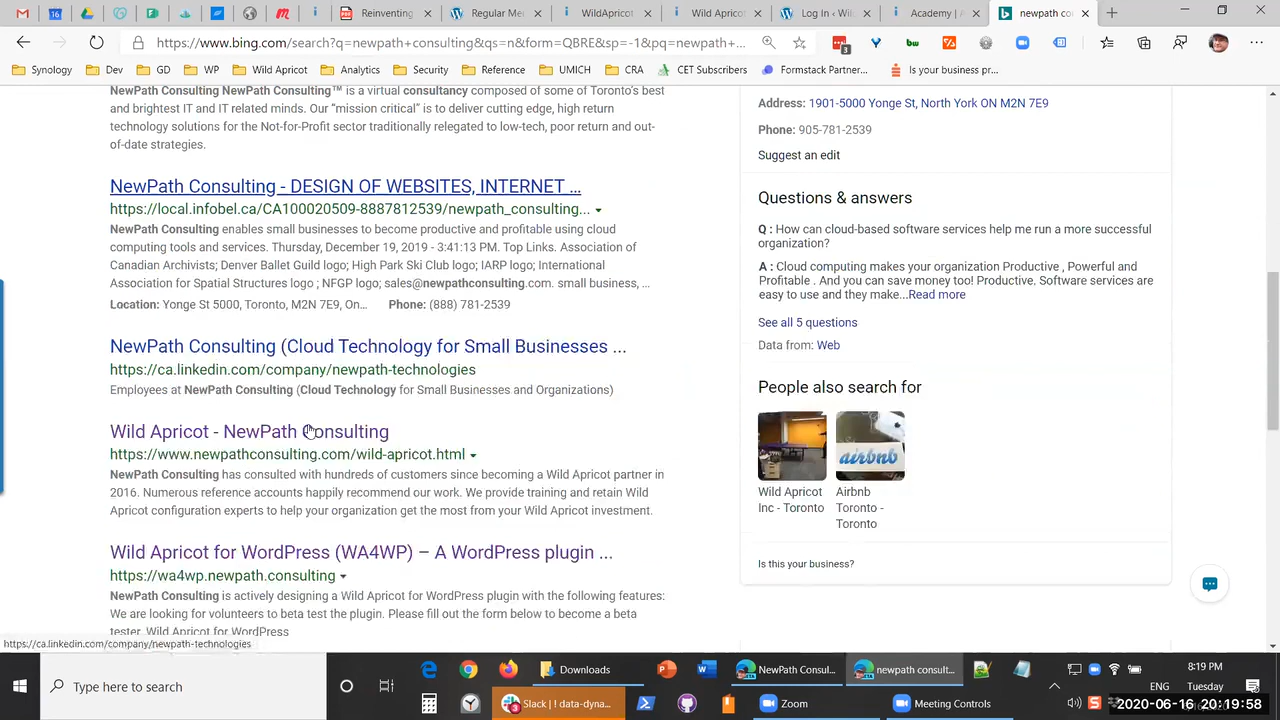 16
Reinventing
Regular Me
WildApricot
Wild Aprico
Log In ‹ Wi
Academy | A
newpath co
https://www.bing.com/search?q=newpath+consulting&qs=n&form=QBRE&sp=-1&pq=newpath+...
3
bw
Synology
Dev
GD
WP
Wild Apricot
Analytics
Security
Reference
UMICH
CRA
CET Subscribers
Formstack Partner...
Is your business pr...
NewPath Consulting NewPath Consulting™ is a virtual consultancy composed of some of Toronto's best
and brightest IT and IT related minds. Our “mission critical” is to deliver cutting edge, high return
technology solutions for the Not-for-Profit sector traditionally relegated to low-tech, poor return and out-
of-date strategies.
NewPath Consulting - DESIGN OF WEBSITES, INTERNET ...
https://local.infobel.ca/CA100020509-8887812539/newpath_consulting...
NewPath Consulting enables small businesses to become productive and profitable using cloud
computing tools and services. Thursday, December 19, 2019 - 3:41:13 PM. Top Links. Association of
Canadian Archivists; Denver Ballet Guild logo; High Park Ski Club logo; IARP logo; International
Association for Spatial Structures logo ; NFGP logo; sales@newpathconsulting.com. small business, ...
Location: Yonge St 5000, Toronto, M2N 7E9, On... Phone: (888) 781-2539
NewPath Consulting (Cloud Technology for Small Businesses ...
https://ca.linkedin.com/company/newpath-technologies
Employees at NewPath Consulting (Cloud Technology for Small Businesses and Organizations)
Wild Apricot - NewPath Consulting
https://www.newpathconsulting.com/wild-apricot.html
NewPath Consulting has consulted with hundreds of customers since becoming a Wild Apricot partner in
2016. Numerous reference accounts happily recommend our work. We provide training and retain Wild
Apricot configuration experts to help your organization get the most from your Wild Apricot investment.
Wild Apricot for WordPress (WA4WP) – A WordPress plugin ...
https://wa4wp.newpath.consulting
NewPath Consulting is actively designing a Wild Apricot for WordPress plugin with the following features:
We are looking for volunteers to beta test the plugin. Please fill out the form below to become a beta
tester. Wild Apricot for WordPress
https://ca.linkedin.com/company/newpath-technologies
Address: 1901-5000 Yonge St, North York ON M2N 7E9
Phone: 905-781-2539
Suggest an edit
Questions & answers
Q : How can cloud-based software services help me run a more successful
organization?
A : Cloud computing makes your organization Productive , Powerful and
Profitable . And you can save money too! Productive. Software services are
easy to use and they make...Read more
See all 5 questions
Data from: Web
People also search for
airbnb
Wild Apricot
Inc - Toronto
Airbnb
Toronto -
Toronto
Is this your business?
Type here to search
Downloads
NewPath Consul...
newpath consult...
Slack | ! data-dyna...
Zoom
Meeting Controls
ENG
8:19 PM
Tuesday
2020-06-16 20:19:58